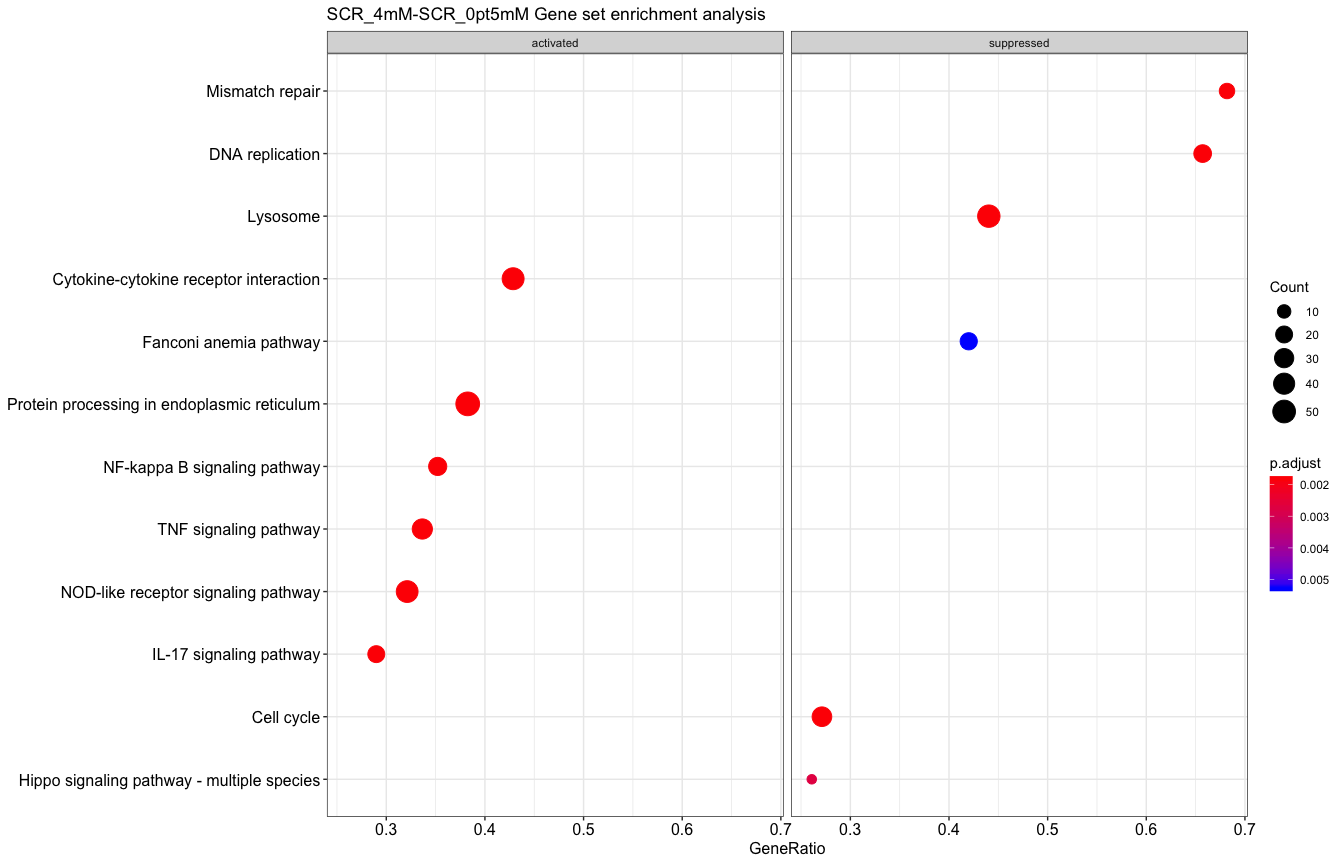 SCR_4mM-SCR_0pt5mM Gene set enrichment analysis
activated
suppressed
Mismatch repair
DNA replication
Lysosome
Cytokine-cytokine receptor interaction
Fanconi anemia pathway
Protein processing in endoplasmic reticulum
NF-kappa B signaling pathway
TNF signaling pathway
NOD-like receptor signaling pathway
IL-17 signaling pathway
Cell cycle
Hippo signaling pathway - multiple species
0.3 0.4 0.5 0.6 0.7
0.3 0.4 0.5 0.6 0.7
GeneRatio
Count
10
20
30
40
50
p.adjust
0.002
0.003
0.004
0.005